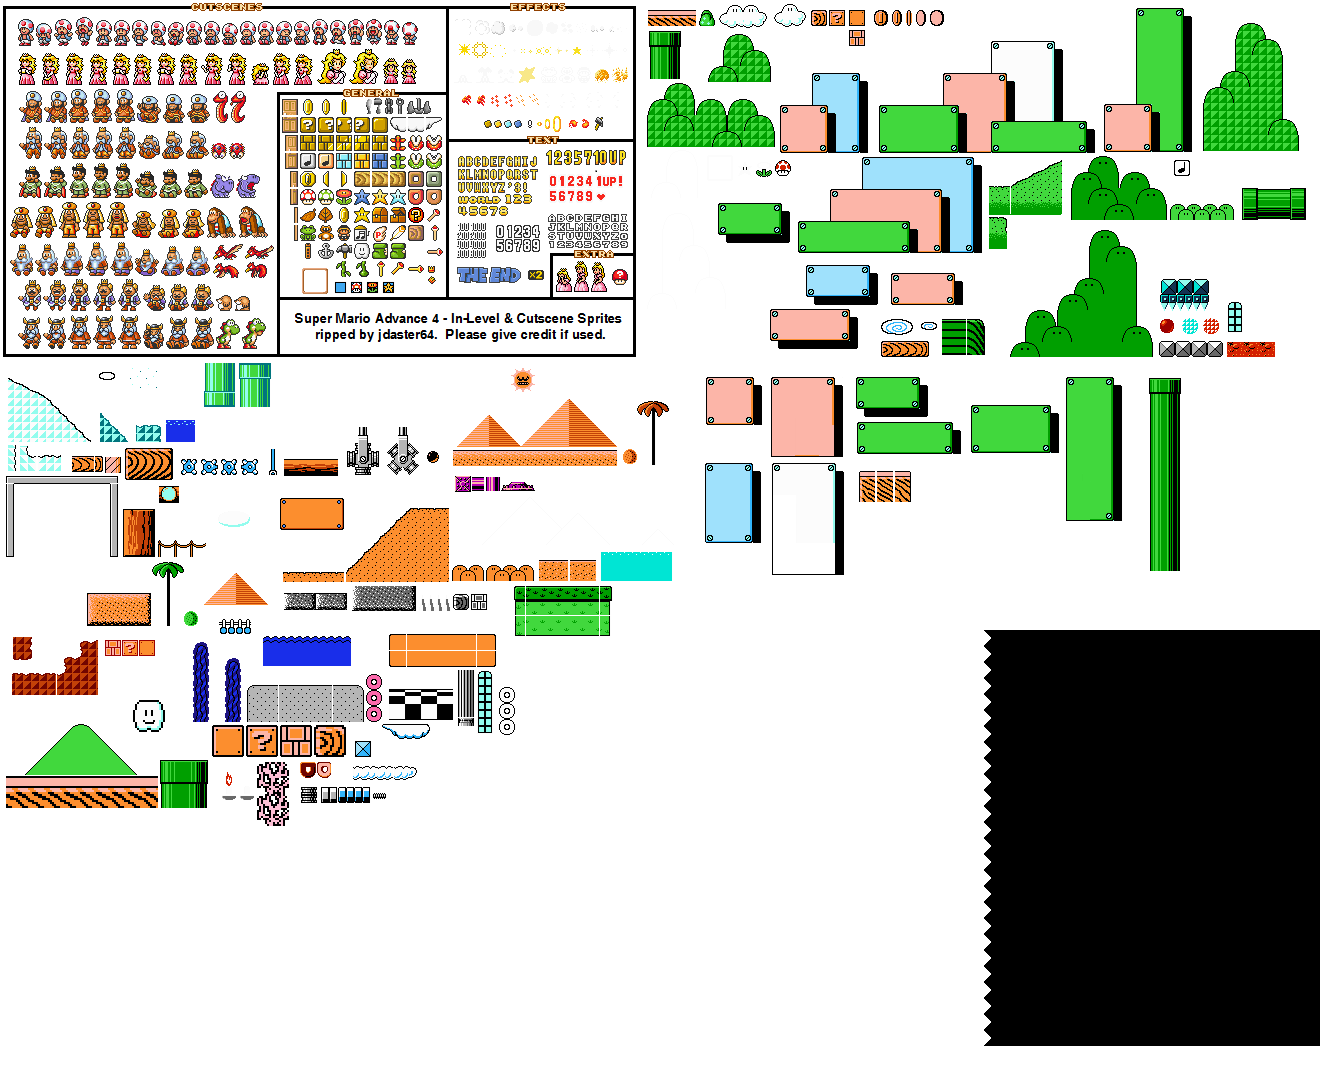 CUTSCENES
EFFECTS
GENERAL
TEXT
ABCDEFGHIJ
KLMNOPQRST
UVWXYZ'?!
WORLD 123
45678
1235710UP
012341UP!
56789♥
01234
56789
ABCDEFGHI
JKLMNOPQR
STUVWXYZ0
123456789
THE END
x2
EXTRA
Super Mario Advance 4 - In-Level & Cutscene Sprites
ripped by jdaster64. Please give credit if used.